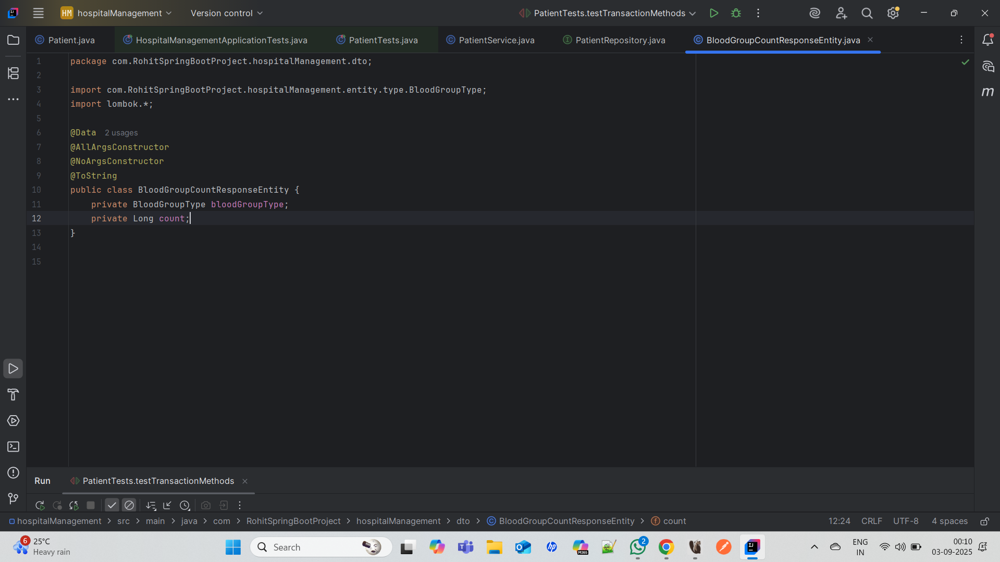 HM hospitalManagement Version control PatientTests.testTransactionMethods
Patient.java HospitalManagementApplicationTests.java PatientTests.java PatientService.java PatientRepository.java BloodGroupCountResponseEntity.java
1 package com.RohitSpringBootProject.hospitalManagement.dto;
2
3 import com.RohitSpringBootProject.hospitalManagement.entity.type.BloodGroupType;
4 import lombok.*;
5
6 @Data 2 usages
7 @AllArgsConstructor
8 @NoArgsConstructor
9 @ToString
10 public class BloodGroupCountResponseEntity {
11 private BloodGroupType bloodGroupType;
12 private Long count;
13 }
14
15
Run PatientTests.testTransactionMethods
hospitalManagement > src > main > java > com > RohitSpringBootProject > hospitalManagement > dto > BloodGroupCountResponseEntity > count 12:24 CRLF UTF-8 4 spaces
6 25°C
Heavy rain
Search
2
ENG
IN
00:10
03-09-2025